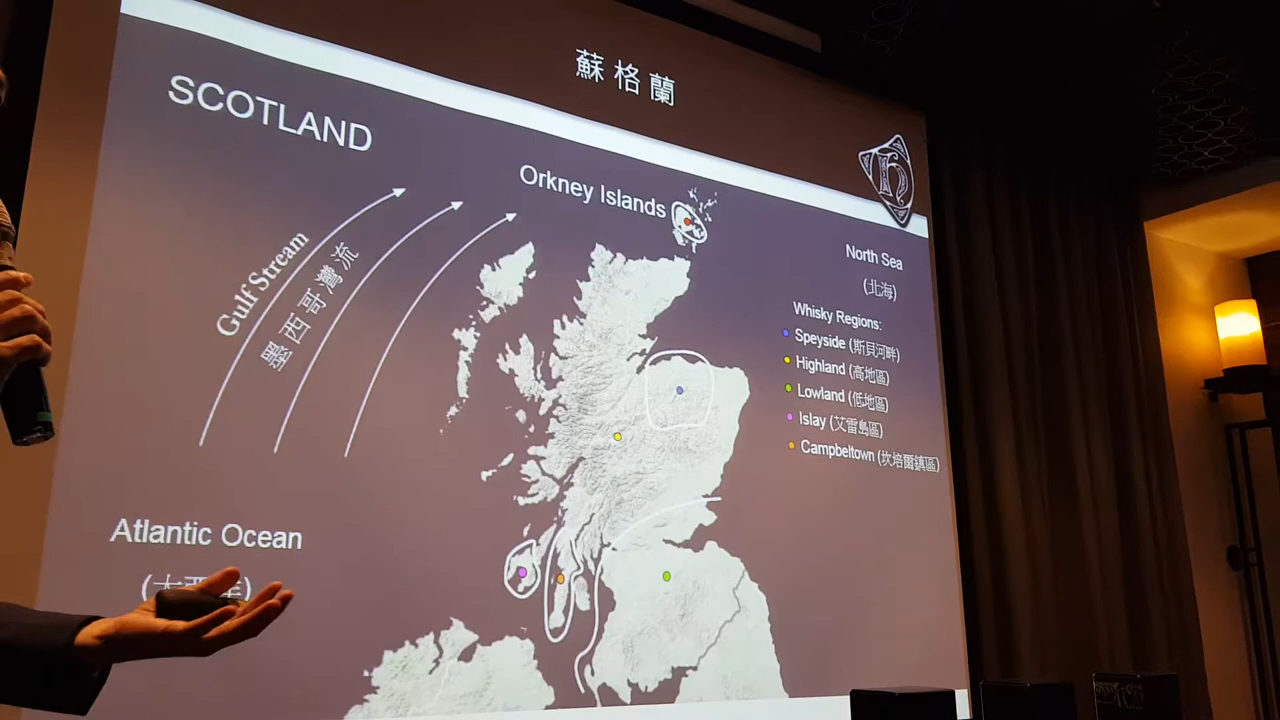 蘇格蘭
SCOTLAND
Orkney Islands
Gulf Stream
墨西哥灣流
North Sea
(北海)
Whisky Regions:
Speyside (斯貝河畔)
Highland (高地區)
Lowland (低地區)
Islay (艾雷島區)
Campbeltown (坎培爾鎮區)
Atlantic Ocean
H